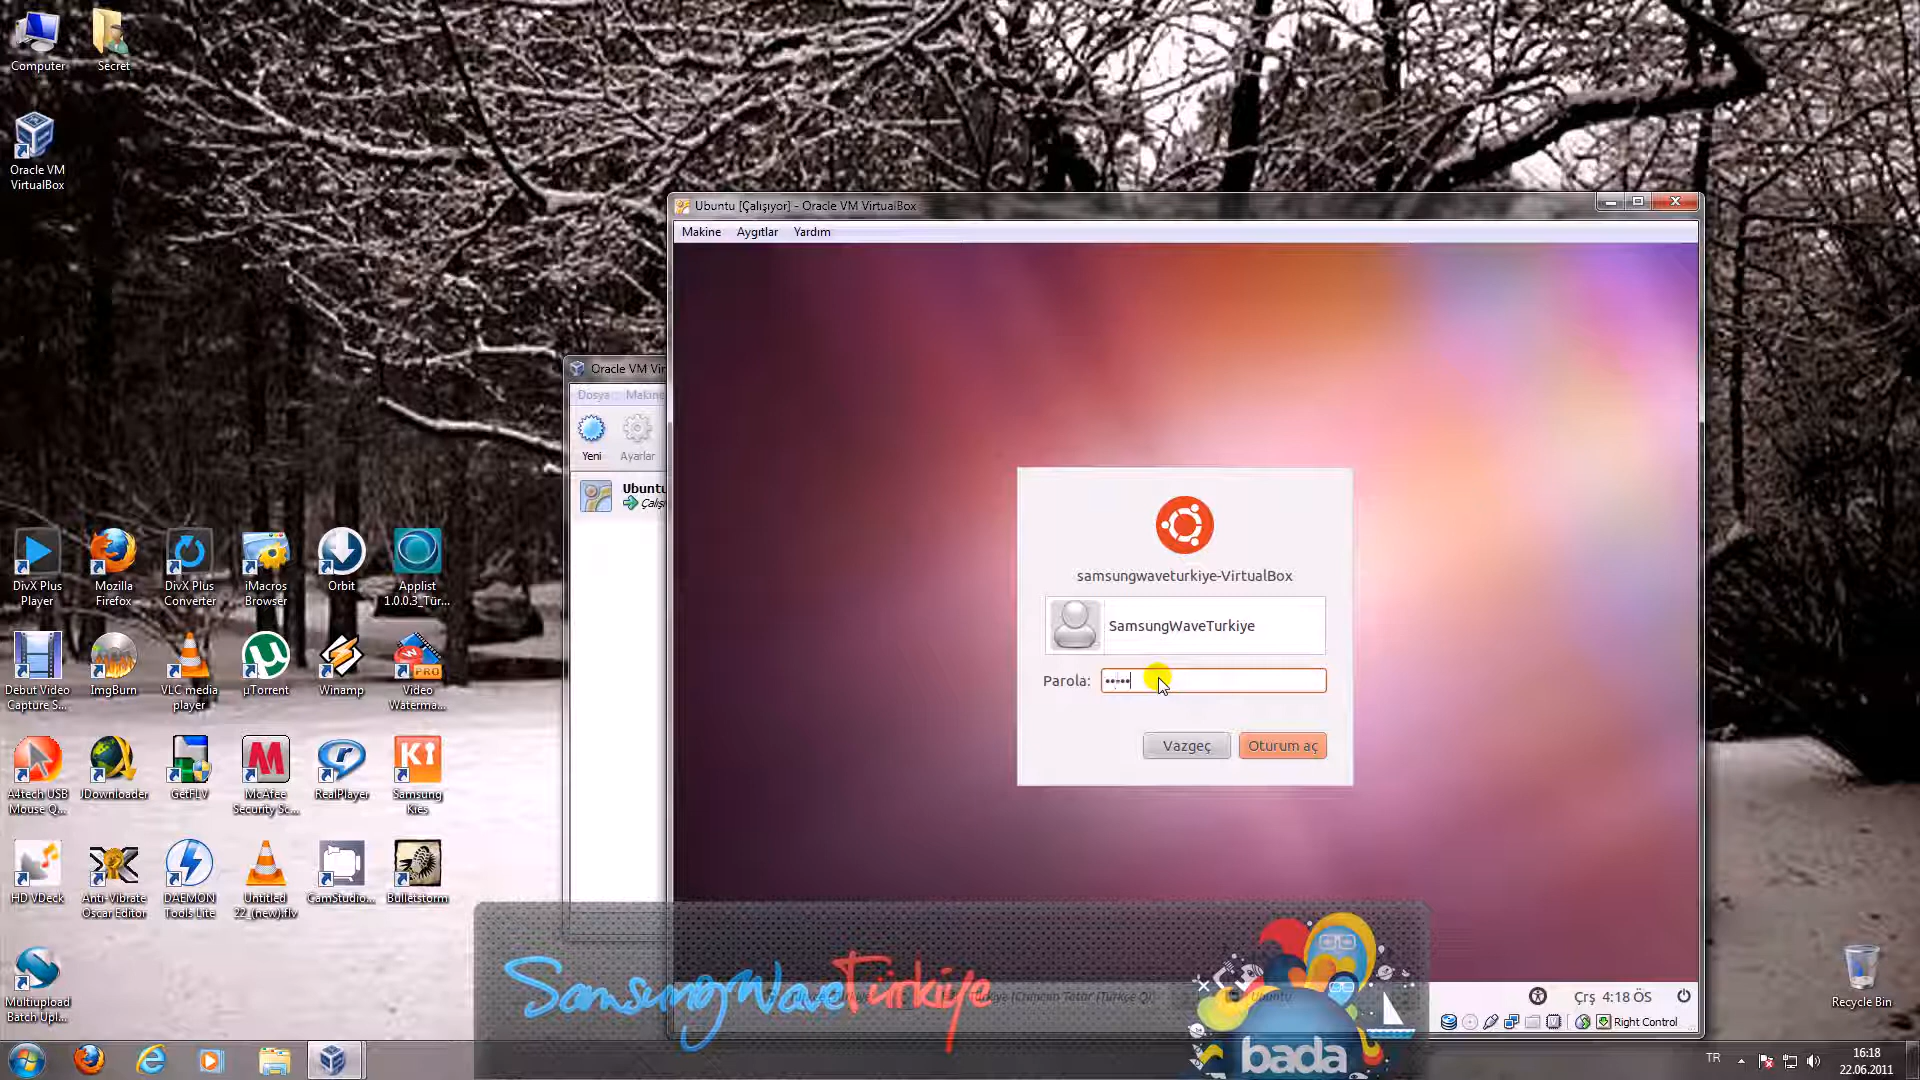 Computer
Secret
Oracle VM
VirtualBox
Ubuntu [Çalışıyor] - Oracle VM VirtualBox
Makine Aygıtlar Yardım
Oracle VM Vir
Dosya Makine
Yeni Ayarlar
Ubuntu
samsungwaveturkiye-VirtualBox
SamsungWaveTurkiye
Parola: •••••
Vazgeç Oturum aç
DivX Plus
Player
Mozilla
Firefox
DivX Plus
Converter
iMacros
Browser
Orbit
Applist
1.0.0.3_Tür...
Debut Video
Capture S...
ImgBurn
VLC media
player
µTorrent
Winamp
Video
Waterma...
A4tech USB
Mouse Q...
JDownloader
GetFLV
McAfee
Security Sc...
RealPlayer
Samsung
Kies
HD VDeck
Anti-Vibrate
Oscar Editor
DAEMON
Tools Lite
Untitled
22_(new).flv
CamStudio...
Bulletstorm
Multiupload
Batch Upl...
SamsungWaveTürkiye
bada
Çrş 4:18 ÖS
Right Control
Recycle Bin
TR
16:18
22.06.2011